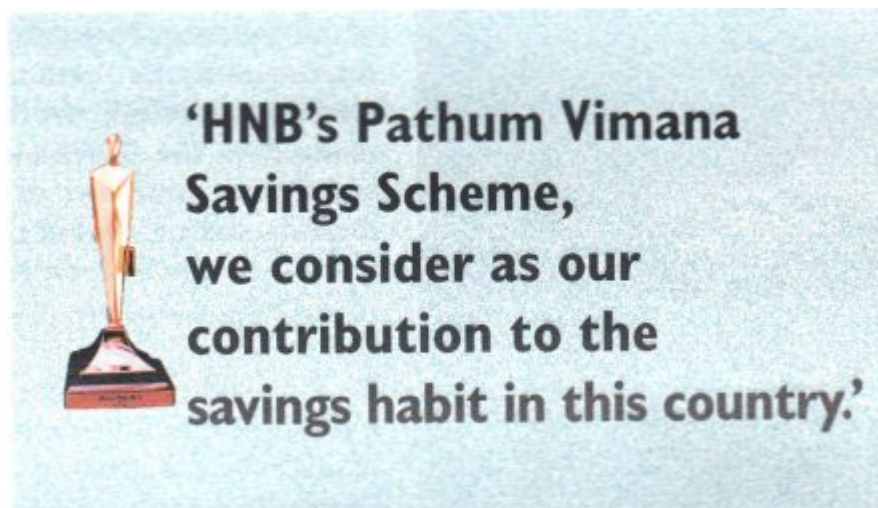 ‘HNB’s Pathum Vimana
Savings Scheme,
we consider as our
contribution to the
savings habit in this country.’